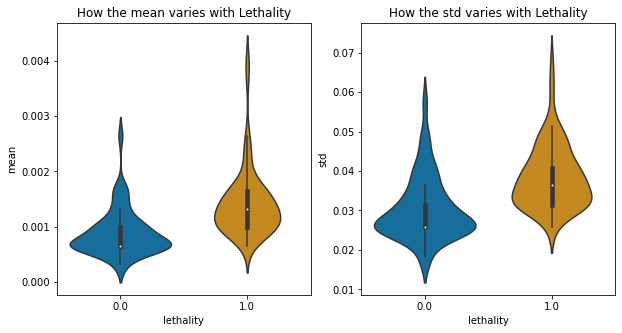 How the mean varies with Lethality
0.004
0.003
0.002
0.001
0.000
mean
0.0
1.0
lethality
How the std varies with Lethality
0.07
0.06
0.05
0.04
0.03
0.02
0.01
std
0.0
1.0
lethality